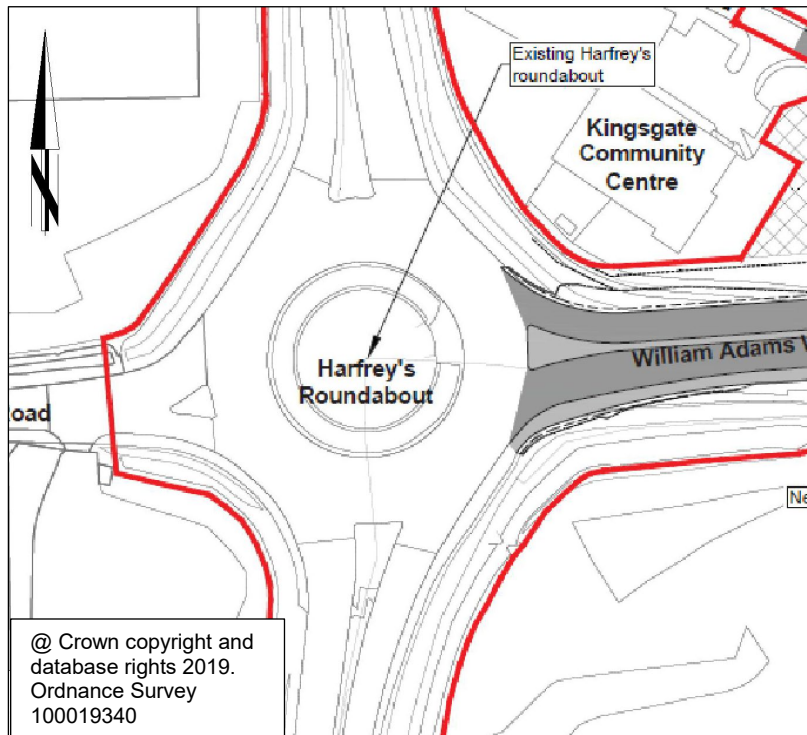 Existing Harfrey's
roundabout
Kingsgate
Community
Centre
Harfrey's
Roundabout
William Adams W
oad
Ne
@ Crown copyright and
database rights 2019.
Ordnance Survey
100019340